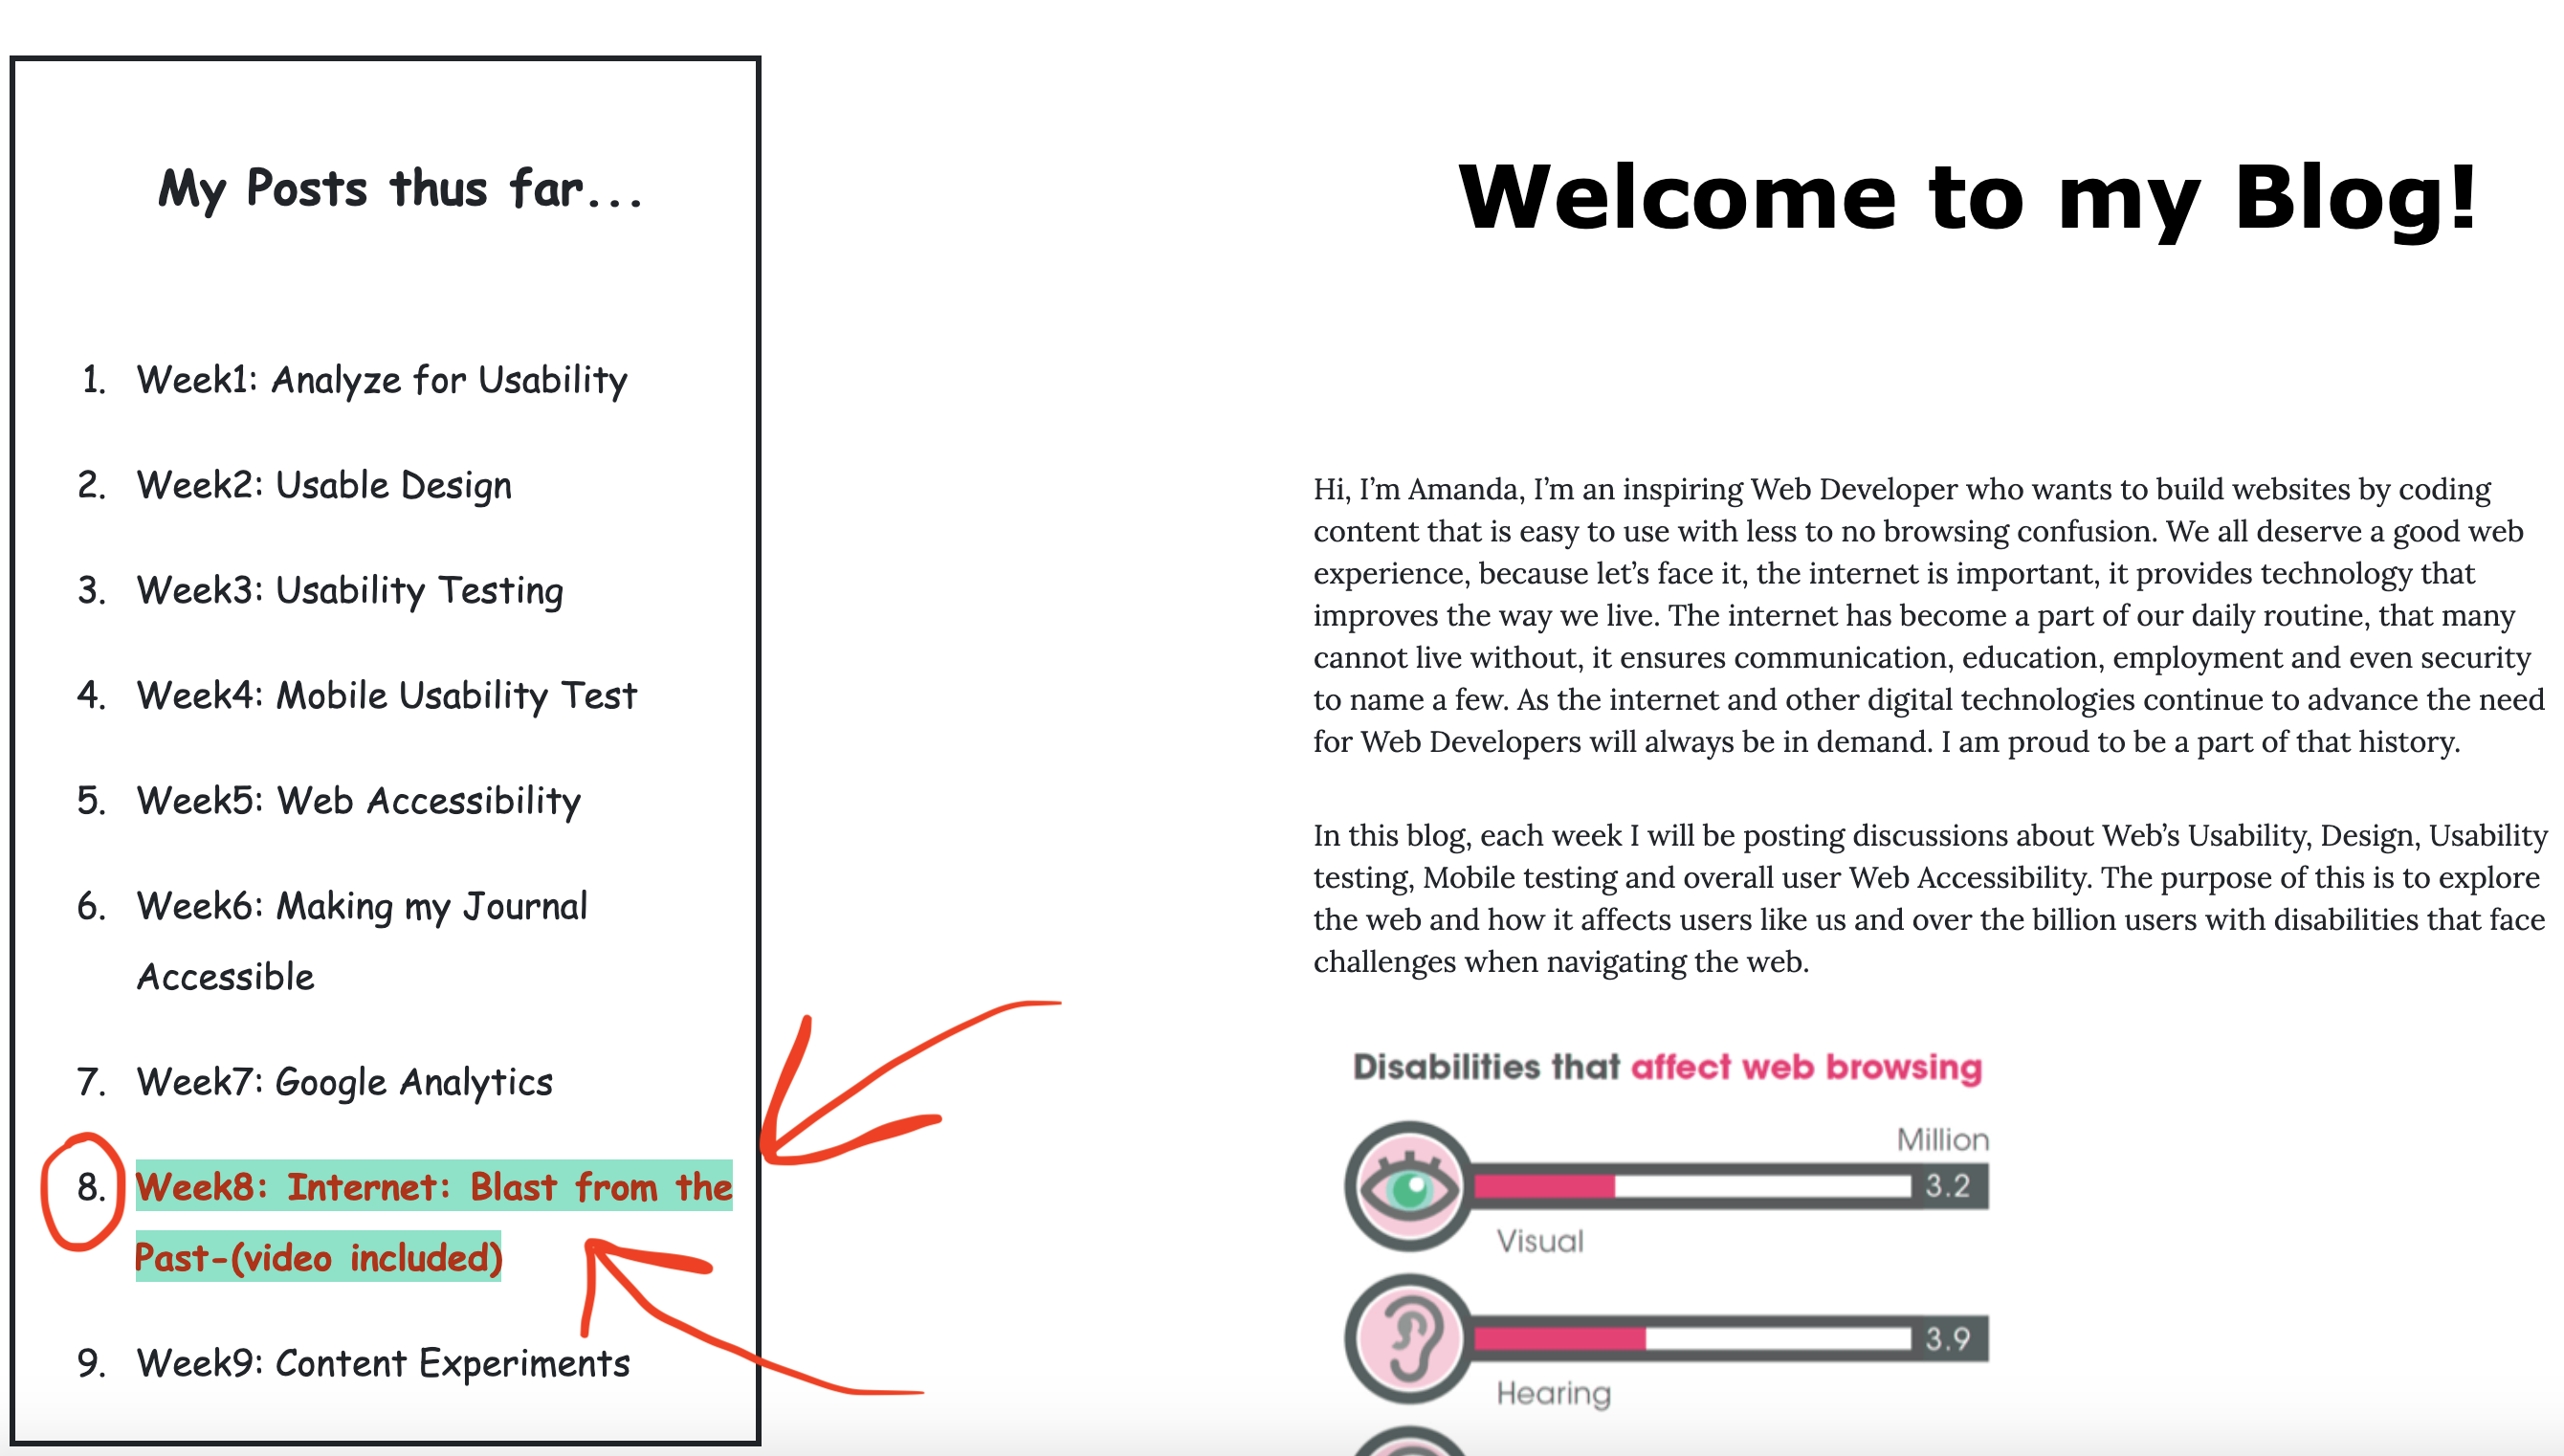 My Posts thus far...
1. Week1: Analyze for Usability
2. Week2: Usable Design
3. Week3: Usability Testing
4. Week4: Mobile Usability Test
5. Week5: Web Accessibility
6. Week6: Making my Journal
Accessible
7. Week7: Google Analytics
8. Week8: Internet: Blast from the
Past-(video included)
9. Week9: Content Experiments
Welcome to my Blog!
Hi, I’m Amanda, I’m an inspiring Web Developer who wants to build websites by coding
content that is easy to use with less to no browsing confusion. We all deserve a good web
experience, because let’s face it, the internet is important, it provides technology that
improves the way we live. The internet has become a part of our daily routine, that many
cannot live without, it ensures communication, education, employment and even security
to name a few. As the internet and other digital technologies continue to advance the need
for Web Developers will always be in demand. I am proud to be a part of that history.
In this blog, each week I will be posting discussions about Web’s Usability, Design, Usability
testing, Mobile testing and overall user Web Accessibility. The purpose of this is to explore
the web and how it affects users like us and over the billion users with disabilities that face
challenges when navigating the web.
Disabilities that affect web browsing
Million
3.2
Visual
3.9
Hearing